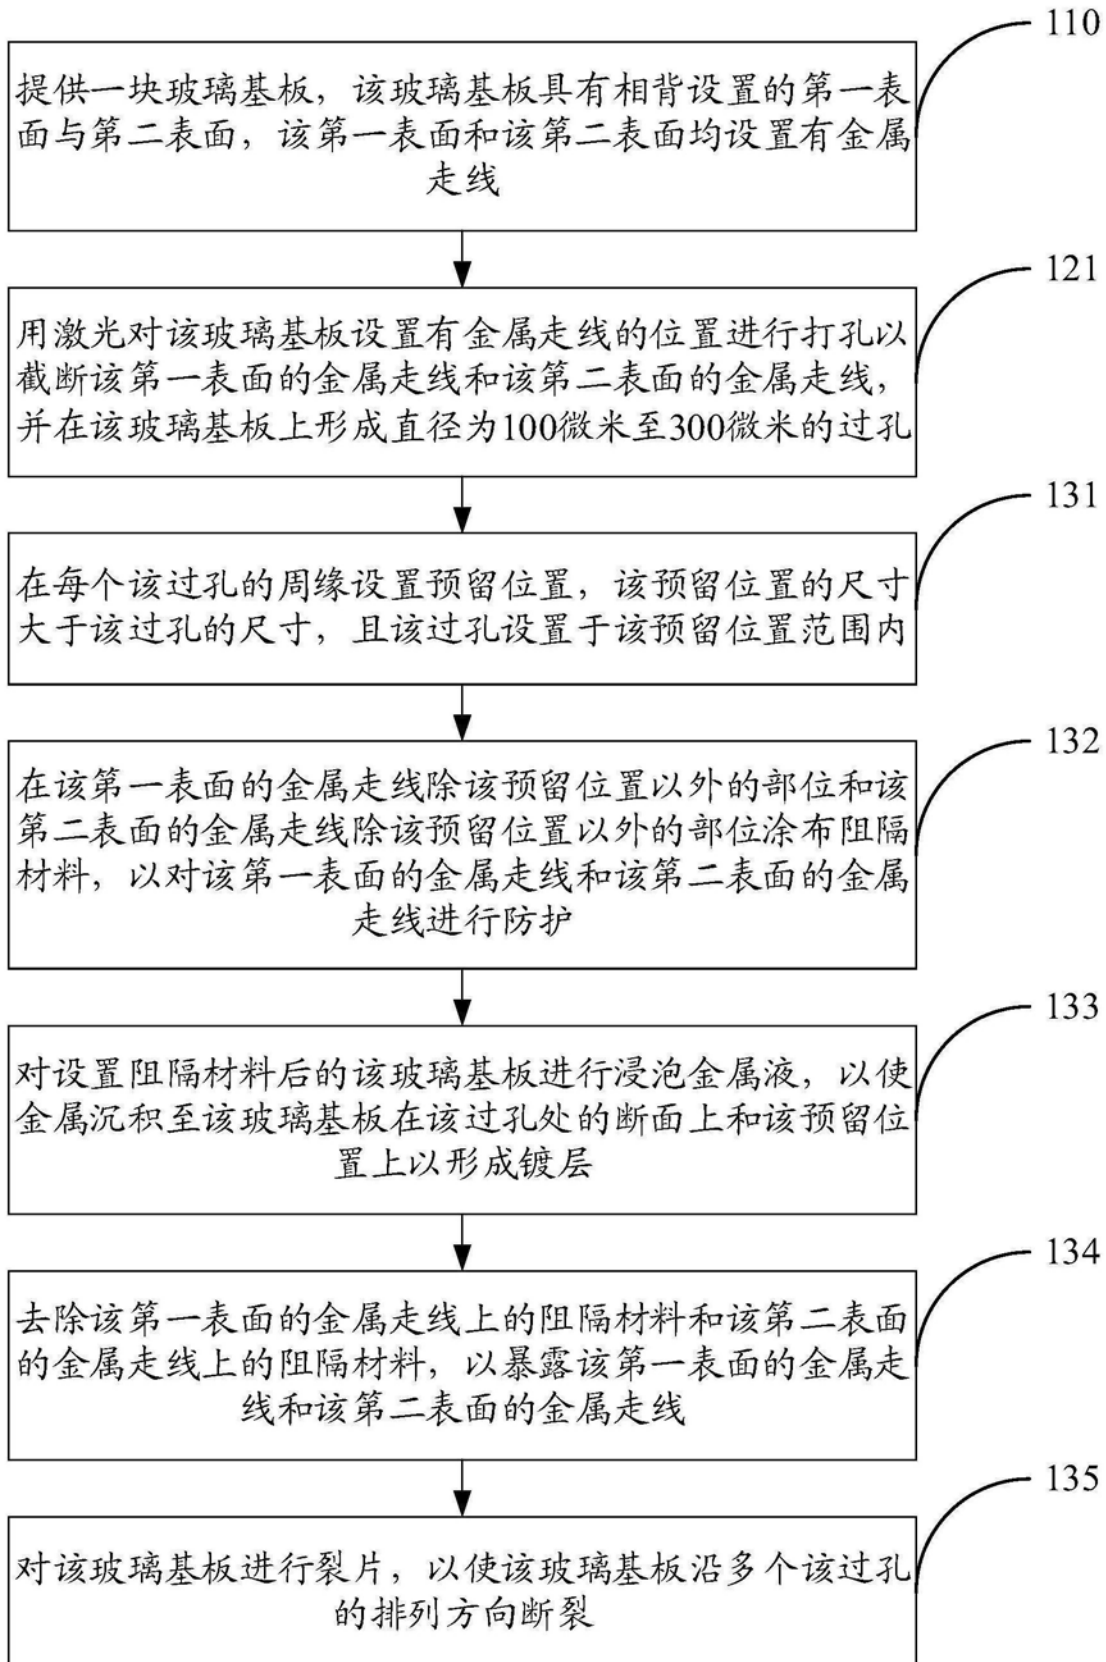 110
提供一块玻璃基板，该玻璃基板具有相背设置的第一表
面与第二表面，该第一表面和该第二表面均设置有金属
走线
121
用激光对该玻璃基板设置有金属走线的位置进行打孔以
截断该第一表面的金属走线和该第二表面的金属走线，
并在该玻璃基板上形成直径为100微米至300微米的过孔
131
在每个该过孔的周缘设置预留位置，该预留位置的尺寸
大于该过孔的尺寸，且该过孔设置于该预留位置范围内
132
在该第一表面的金属走线除该预留位置以外的部位和该
第二表面的金属走线除该预留位置以外的部位涂布阻隔
材料，以对该第一表面的金属走线和该第二表面的金属
走线进行防护
133
对设置阻隔材料后的该玻璃基板进行浸泡金属液，以使
金属沉积至该玻璃基板在该过孔处的断面上和该预留位
置上以形成镀层
134
去除该第一表面的金属走线上的阻隔材料和该第二表面
的金属走线上的阻隔材料，以暴露该第一表面的金属走
线和该第二表面的金属走线
135
对该玻璃基板进行裂片，以使该玻璃基板沿多个该过孔
的排列方向断裂